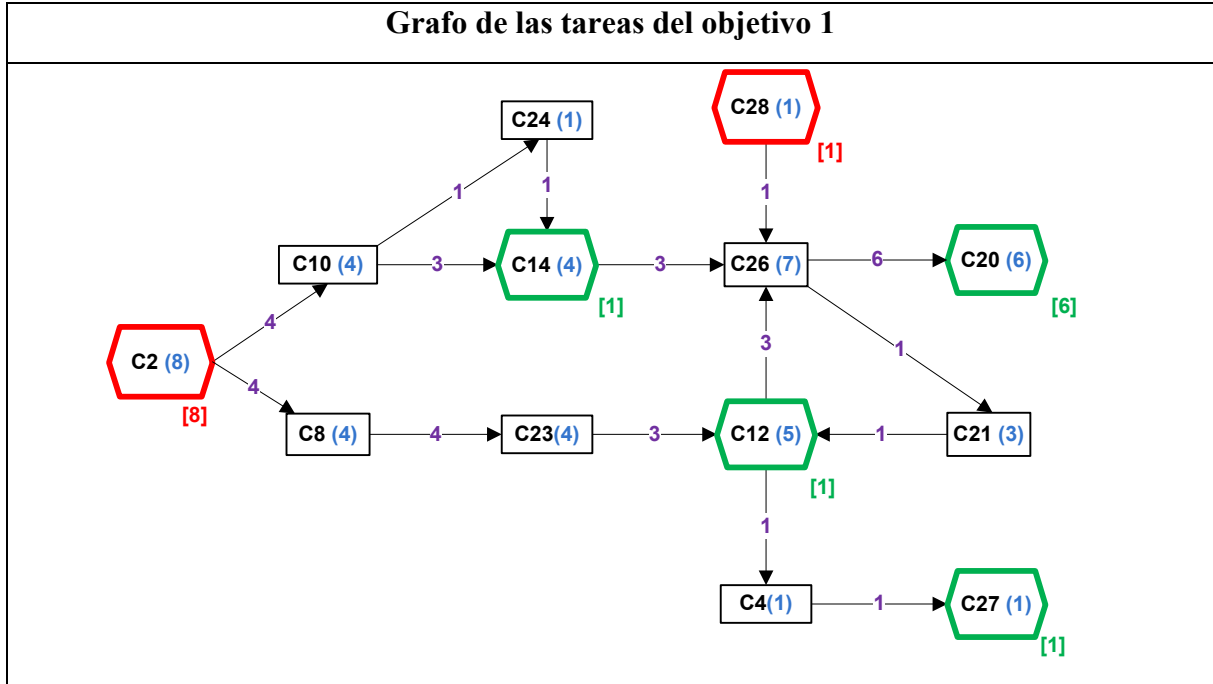 Grafo de las tareas del objetivo 1
C24 (1)
C28 (1)
[1]
1
1
1
C10 (4)
3
C14 (4)
3
C26 (7)
6
C20 (6)
[1]
[6]
4
3
1
C2 (8)
4
[8]
C8 (4)
4
C23(4)
3
C12 (5)
1
C21 (3)
[1]
1
C4(1)
1
C27 (1)
[1]